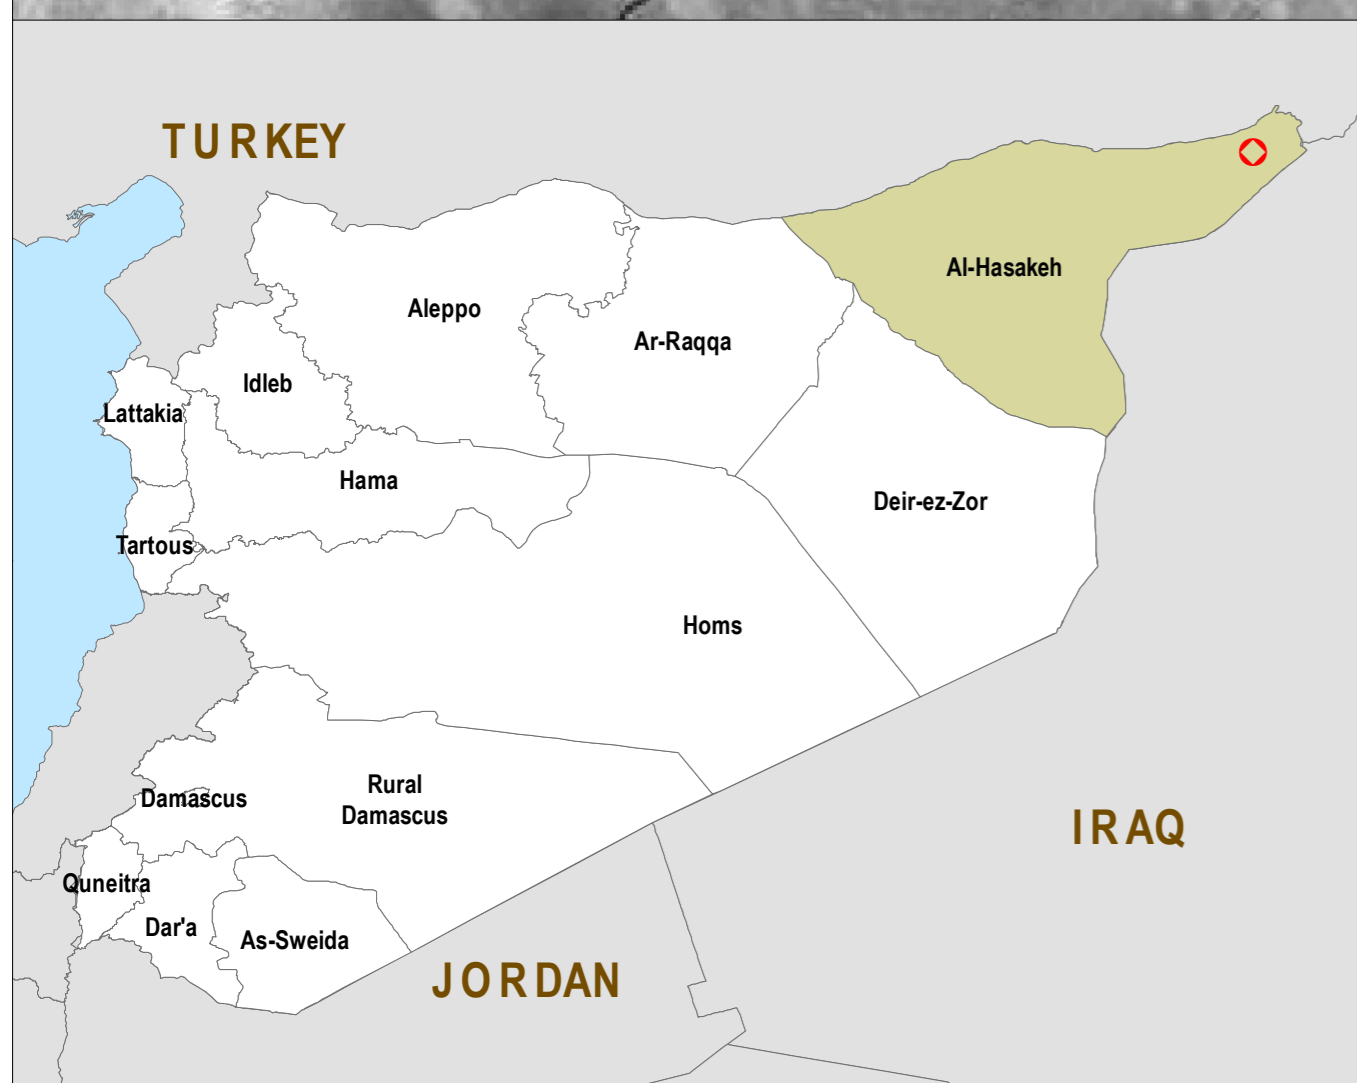 TURKEY
Al-Hasakeh
Aleppo
Ar-Raqqa
Idleb
Lattakia
Hama
Deir-ez-Zor
Tartous
Homs
Rural
Damascus
Damascus
IRAQ
Quneitra
Dar'a
As-Sweida
JORDAN